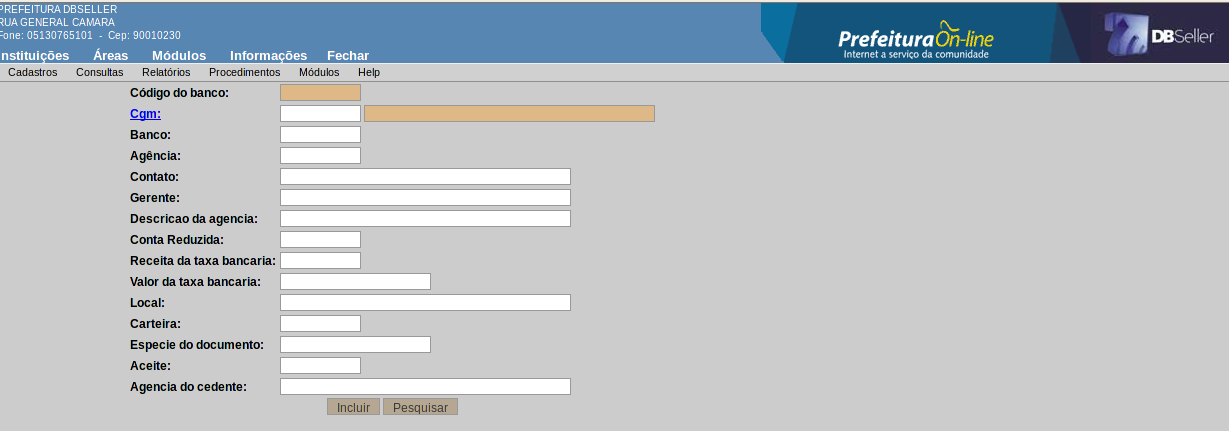 PREFEITURA DBSELLER
RUA GENERAL CAMARA
Fone: 05130765101 - Cep: 90010230
nstituições Áreas Módulos Informações Fechar
PrefeituraOn-line
Internet a serviço da comunidade
DBSeller
Cadastros Consultas Relatórios Procedimentos Módulos Help
Código do banco:
Cgm:
Banco:
Agência:
Contato:
Gerente:
Descricao da agencia:
Conta Reduzida:
Receita da taxa bancaria:
Valor da taxa bancaria:
Local:
Carteira:
Especie do documento:
Aceite:
Agencia do cedente:
Incluir Pesquisar